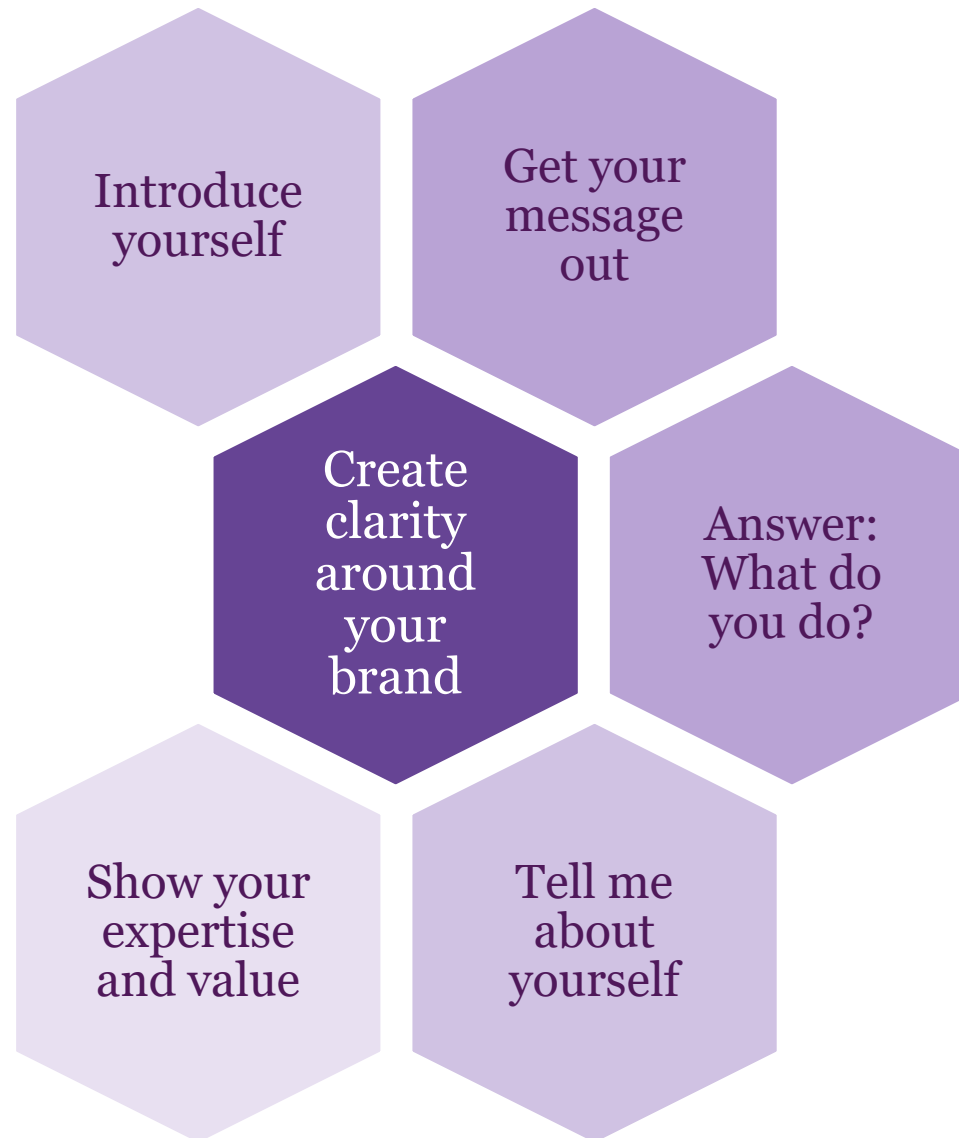 Introduce
yourself
Get your
message
out
Create
clarity
around
your
brand
Answer:
What do
you do?
Show your
expertise
and value
Tell me
about
yourself